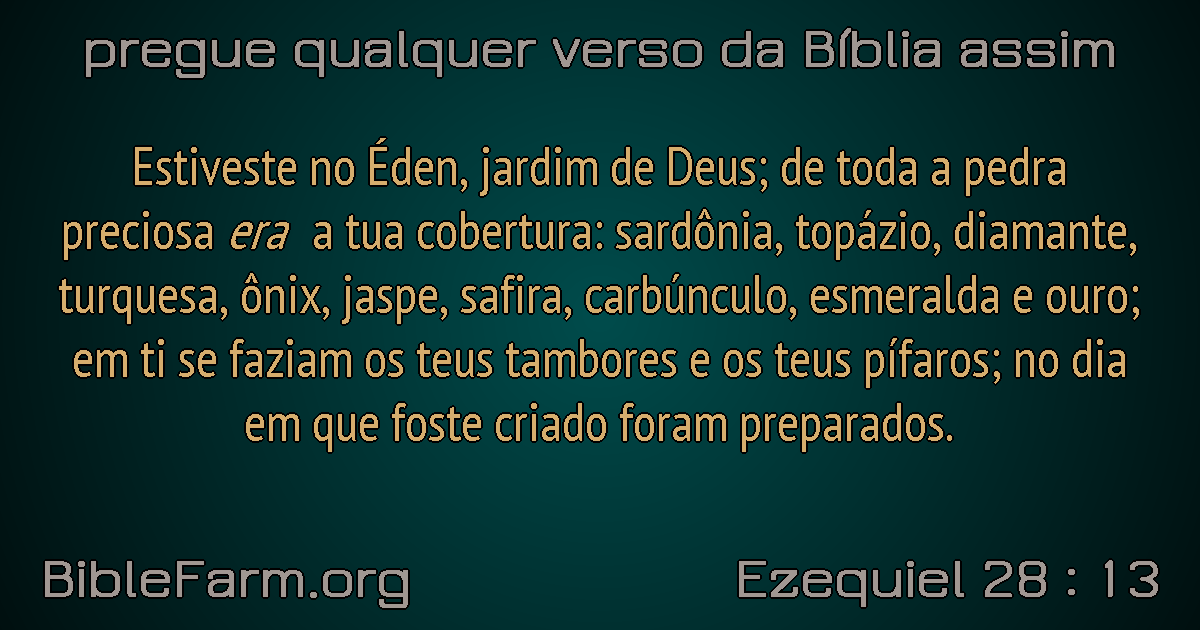 pregue qualquer verso da Bíblia assim
Estiveste no Éden, jardim de Deus; de toda a pedra
preciosa era a tua cobertura: sardônia, topázio, diamante,
turquesa, ônix, jaspe, safira, carbúnculo, esmeralda e ouro;
em ti se faziam os teus tambores e os teus pífaros; no dia
em que foste criado foram preparados.
BibleFarm.org
Ezequiel 28 : 13